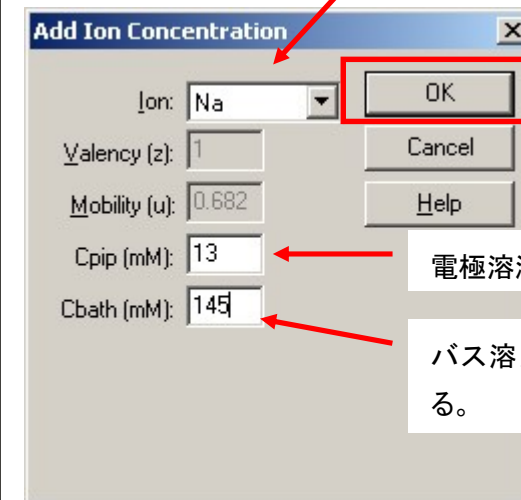 Add Ion Concentration
Ion: Na
OK
Valency (z): 1
Cancel
Mobility (u): 0.682
Help
Cpip (mM): 13
電極溶
Cbath (mM): 145
バス溶
る。